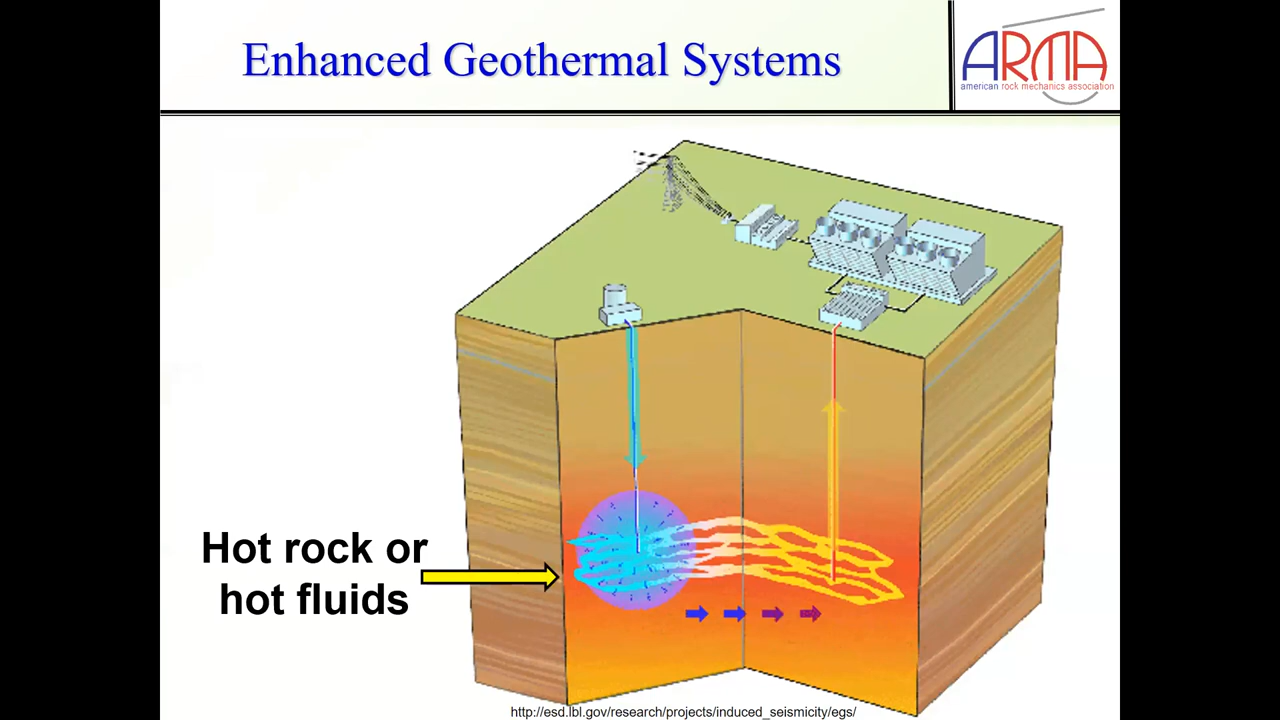 Enhanced Geothermal Systems
ARMA
american rock mechanics association
Hot rock or
hot fluids
http://esd.lbl.gov/research/projects/induced_seismicity/egs/